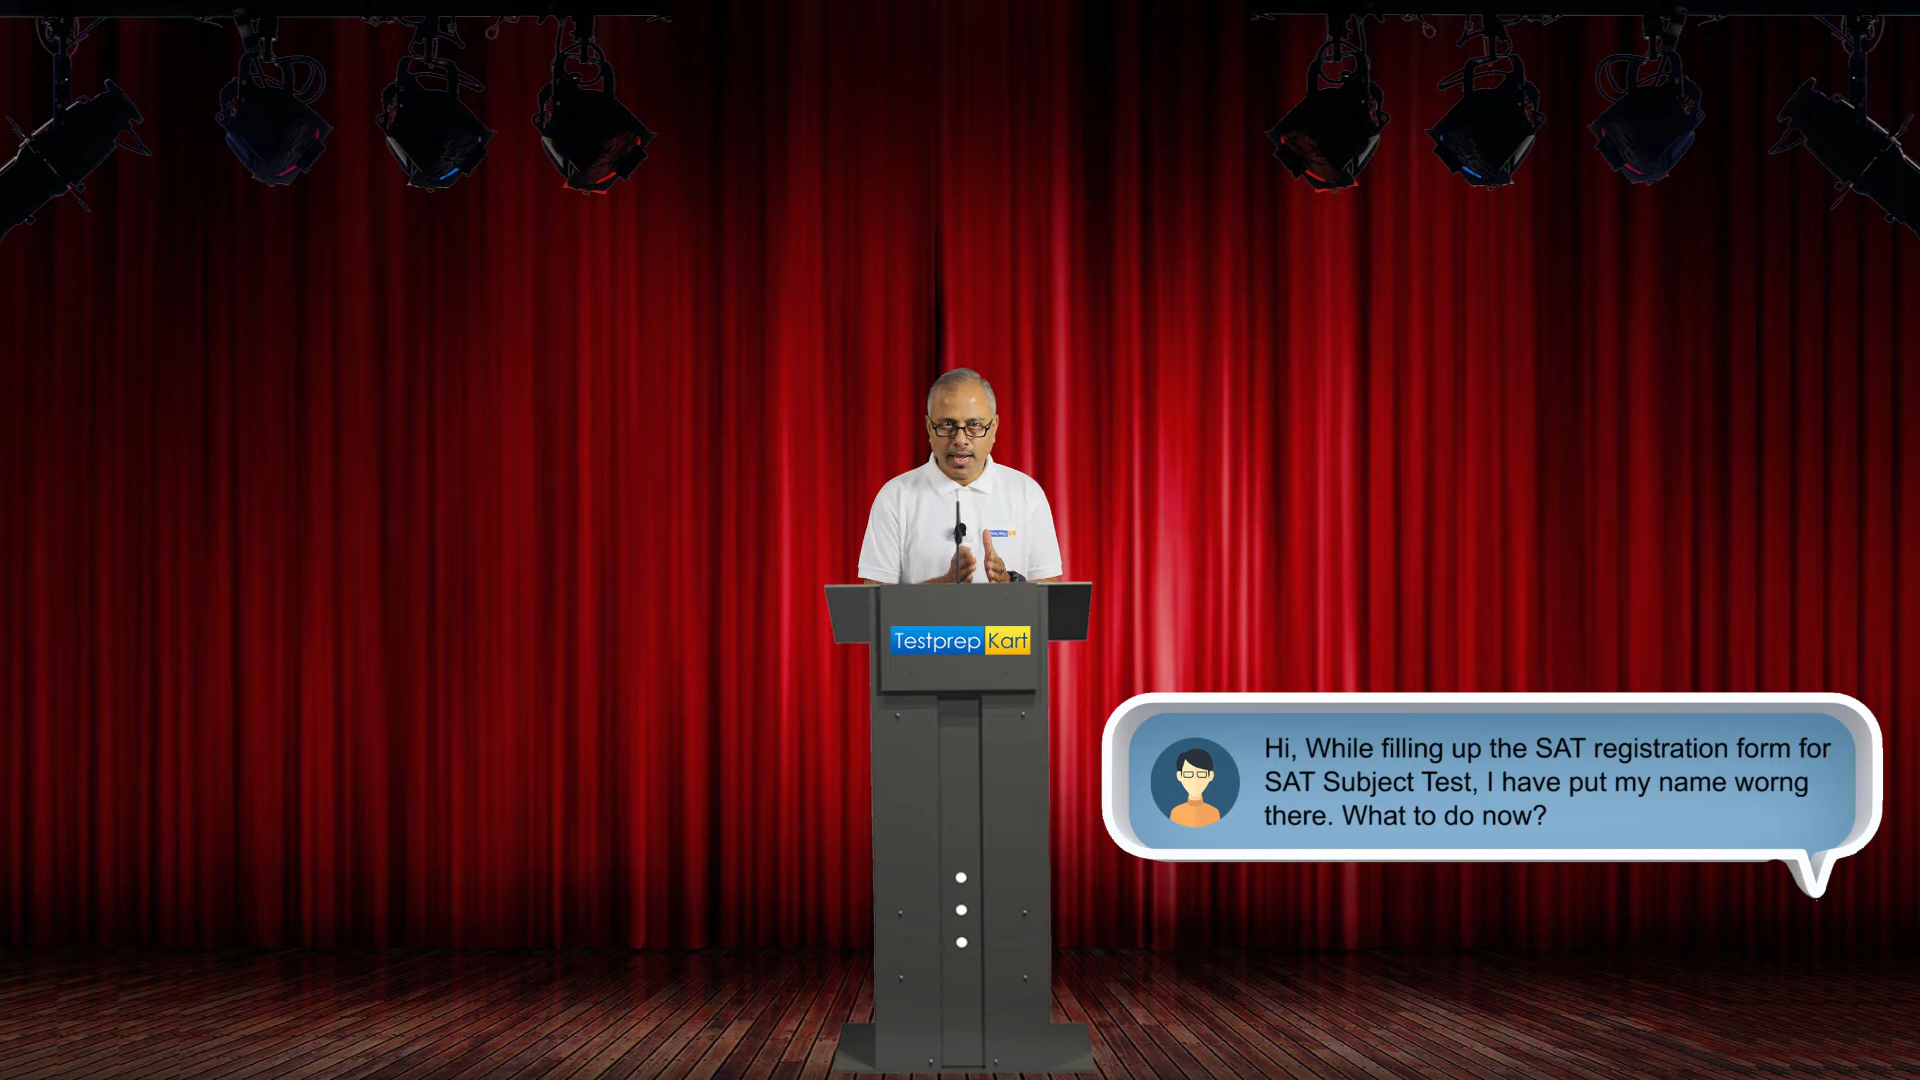 Testprep Kart
Hi, While filling up the SAT registration form for
SAT Subject Test, I have put my name worng
there. What to do now?